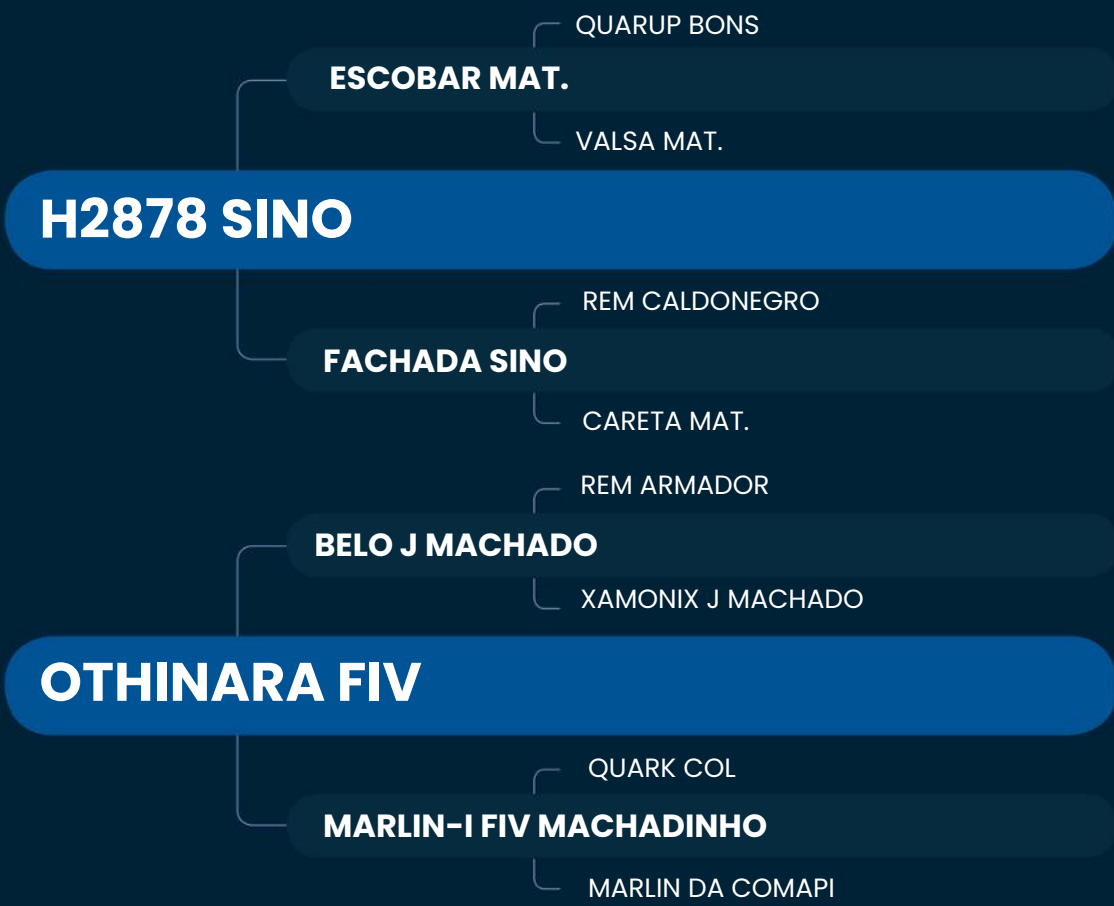 QUARUP BONS
ESCOBAR MAT.
VALSA MAT.
H2878 SINO
REM CALDONEGRO
FACHADA SINO
CARETA MAT.
REM ARMADOR
BELO J MACHADO
XAMONIX J MACHADO
OTHINARA FIV
QUARK COL
MARLIN-I FIV MACHADINHO
MARLIN DA COMAPI